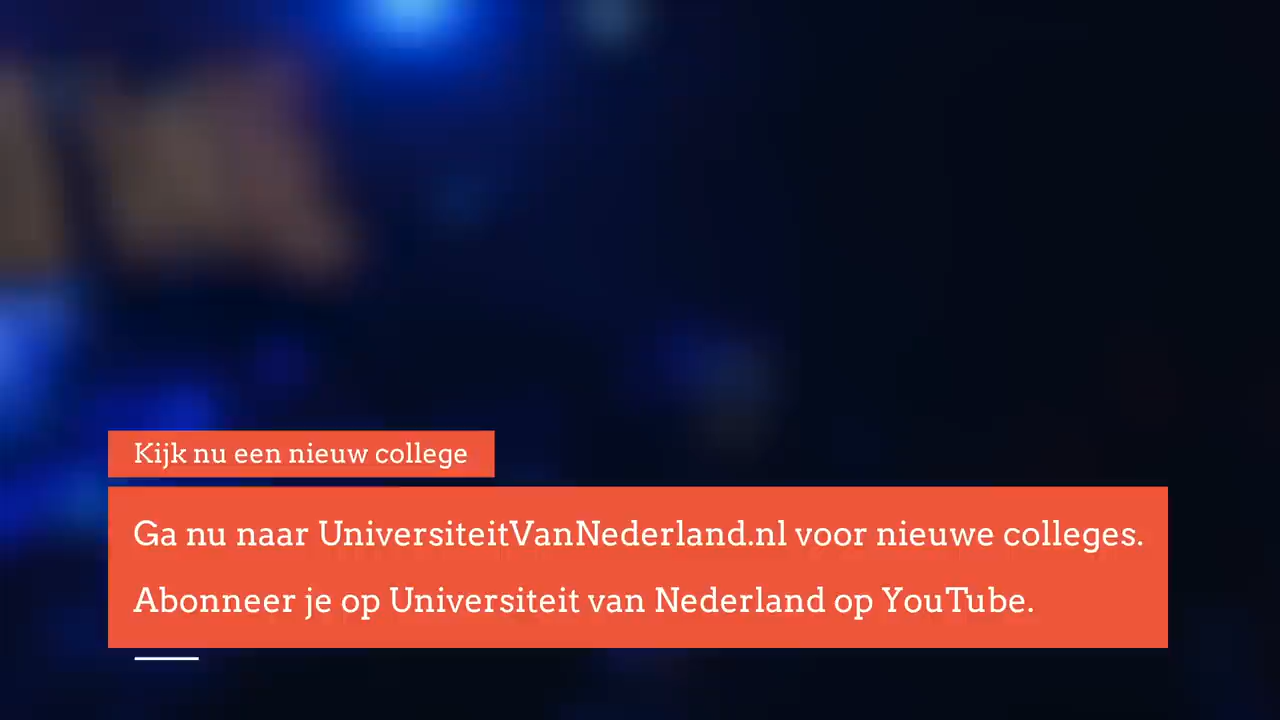 Kijk nu een nieuw college
Ga nu naar UniversiteitVanNederland.nl voor nieuwe colleges.
Abonneer je op Universiteit van Nederland op YouTube.